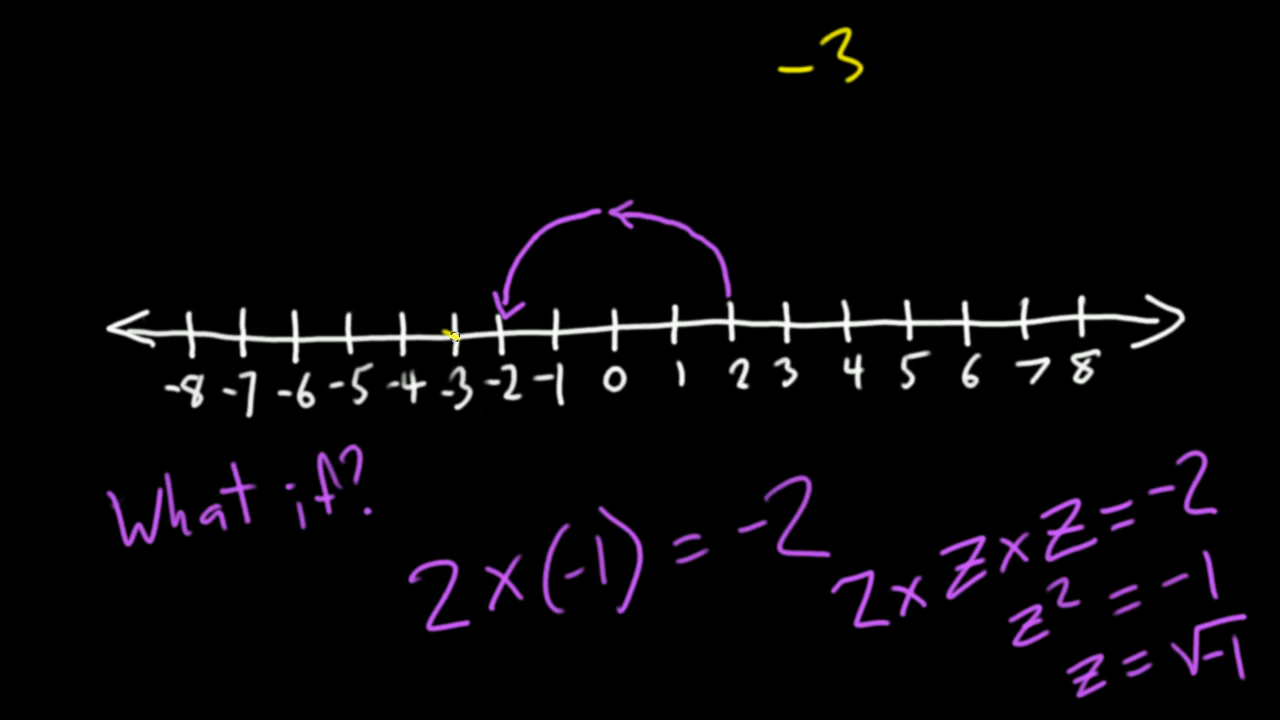 -3
-8 -7 -6 -5 -4 -3 -2 -1 0 1 2 3 4 5 6 7 8
What if?
2 x (-1) = -2
2 x z x z = -2
z² = -1
z = √-1